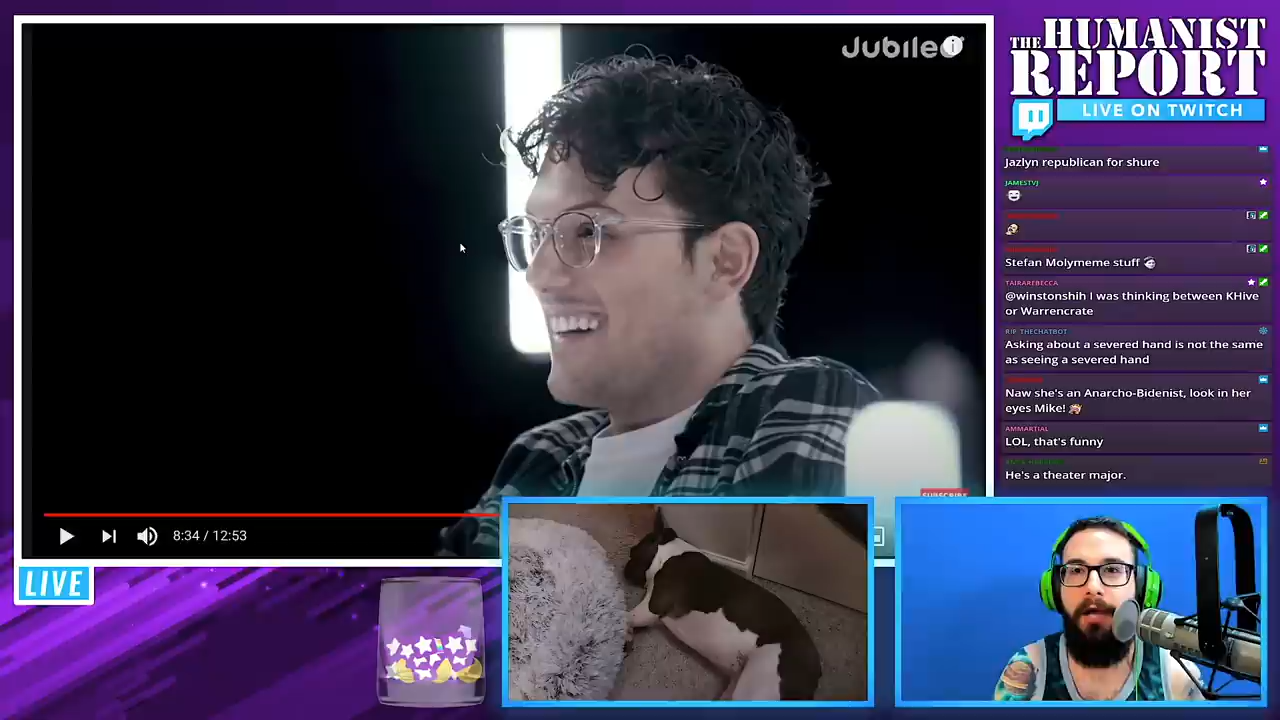 Jubilee
THE HUMANIST
REPORT
LIVE ON TWITCH
Jazlyn republican for shure
JAMESTVJ
Stefan Molymeme stuff
TAIRAREBECCA
@winstonshih I was thinking between KHive
or Warrencrate
RIP_THECHATBOT
Asking about a severed hand is not the same
as seeing a severed hand
Naw she's an Anarcho-Bidenist, look in her
eyes Mike!
AMMARTIAL
LOL, that's funny
He's a theater major.
SUBSCRIBE
8:34 / 12:53
LIVE